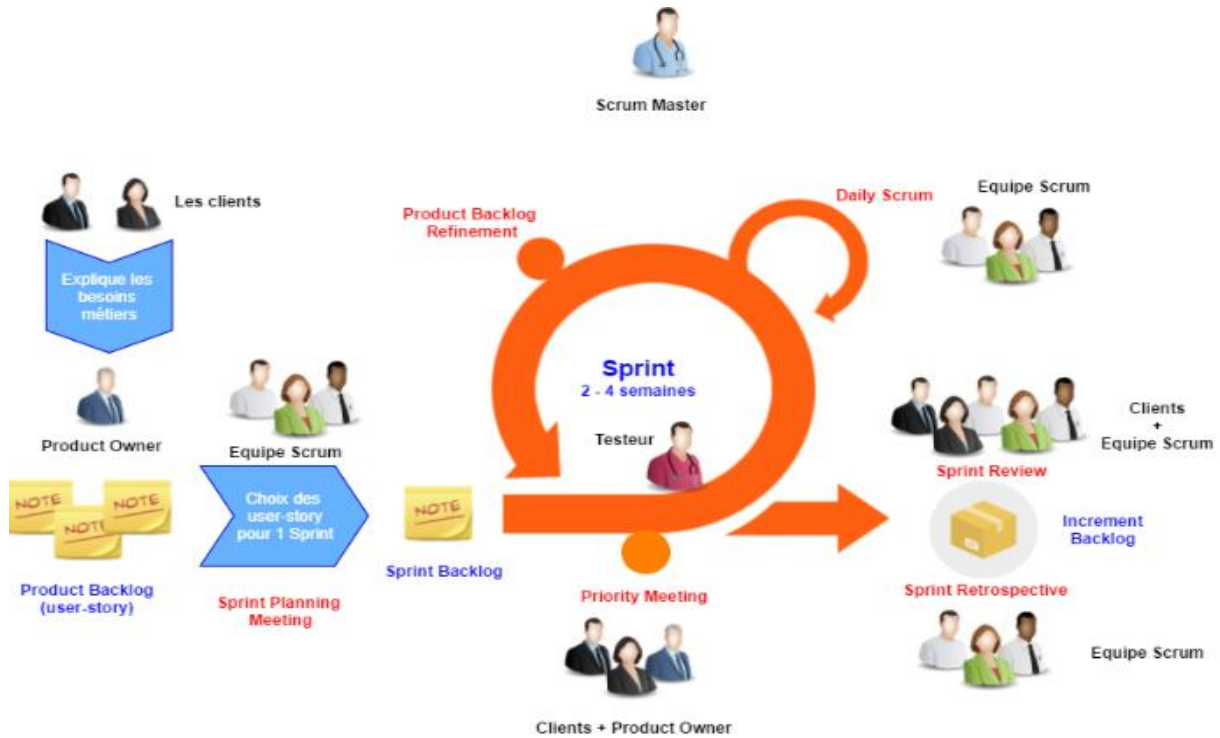 Scrum Master
Les clients
Explique les
besoins
métiers
Product Owner
NOTE
NOTE
NOTE
Product Backlog
(user-story)
Equipe Scrum
Choix des
user-story
pour 1 Sprint
Sprint Planning
Meeting
NOTE
Sprint Backlog
Product Backlog
Refinement
Daily Scrum
Equipe Scrum
Sprint
2 - 4 semaines
Testeur
Priority Meeting
Clients + Product Owner
Clients
+
Equipe Scrum
Sprint Review
Increment
Backlog
Sprint Retrospective
Equipe Scrum